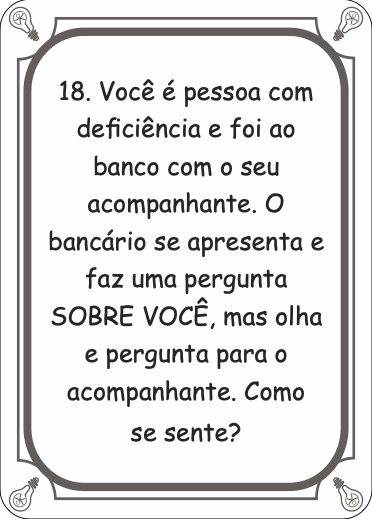 18. Você é pessoa com
deficiência e foi ao
banco com o seu
acompanhante. O
bancário se apresenta e
faz uma pergunta
SOBRE VOCÊ, mas olha
e pergunta para o
acompanhante. Como
se sente?